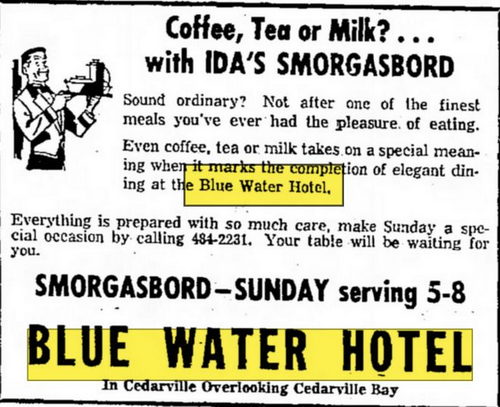 Coffee, Tea or Milk? . . .
with IDA'S SMORGASBORD
Sound ordinary? Not after one of the finest
meals you've ever had the pleasure of eating.
Even coffee, tea or milk takes on a special mean-
ing when it marks the completion of elegant din-
ing at the Blue Water Hotel.
Everything is prepared with so much care, make Sunday a spe-
cial occasion by calling 484-2231. Your table will be waiting for
you.
SMORGASBORD—SUNDAY serving 5-8
BLUE WATER HOTEL
In Cedarville Overlooking Cedarville Bay